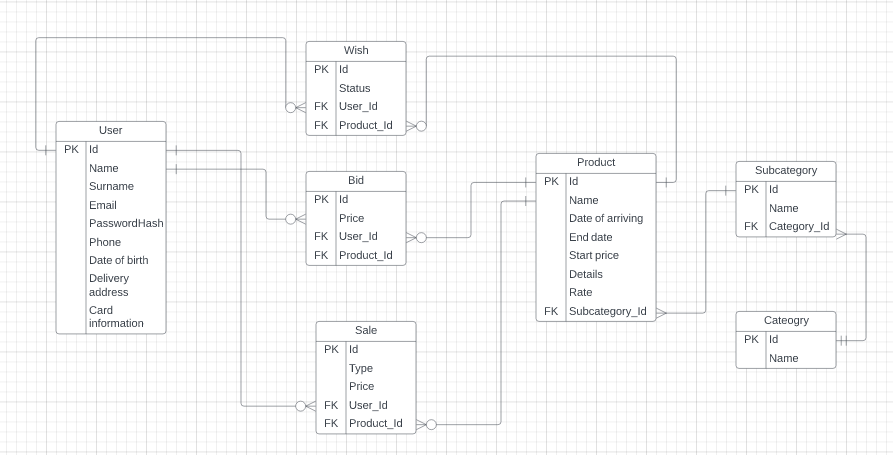 Wish
PK Id
Status
FK User_Id
FK Product_Id
User
PK Id
Name
Surname
Email
PasswordHash
Phone
Date of birth
Delivery
address
Card
information
Bid
PK Id
Price
FK User_Id
FK Product_Id
Sale
PK Id
Type
Price
FK User_Id
FK Product_Id
Product
PK Id
Name
Date of arriving
End date
Start price
Details
Rate
FK Subcategory_Id
Subcategory
PK Id
Name
FK Category_Id
Cateogry
PK Id
Name